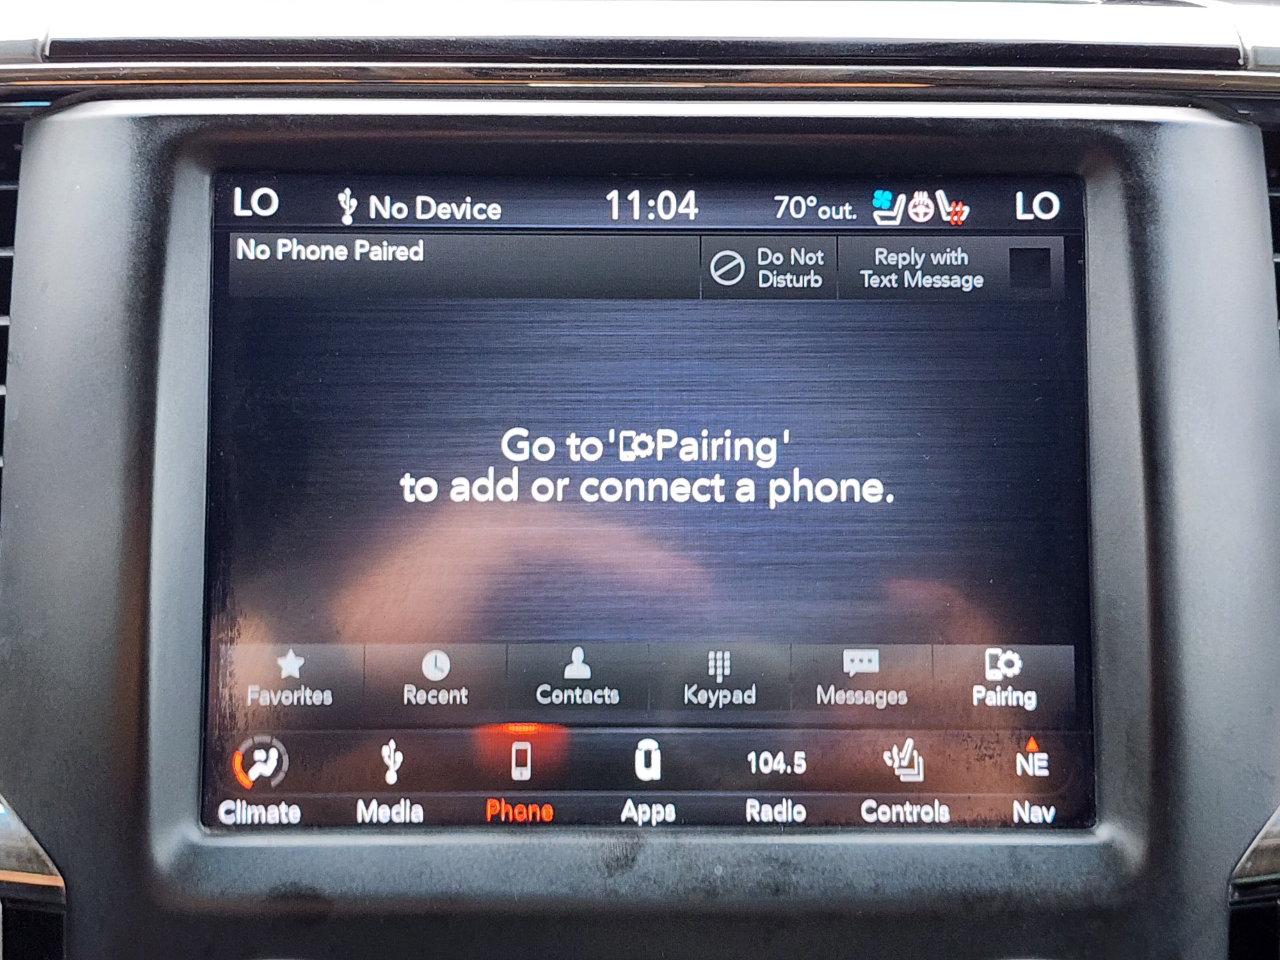 LO
No Device
11:04
70°out.
LO
No Phone Paired
Do Not
Disturb
Reply with
Text Message
Go to 'Pairing'
to add or connect a phone.
Favorites
Recent
Contacts
Keypad
Messages
Pairing
104.5
NE
Climate
Media
Phone
Apps
Radio
Controls
Nav